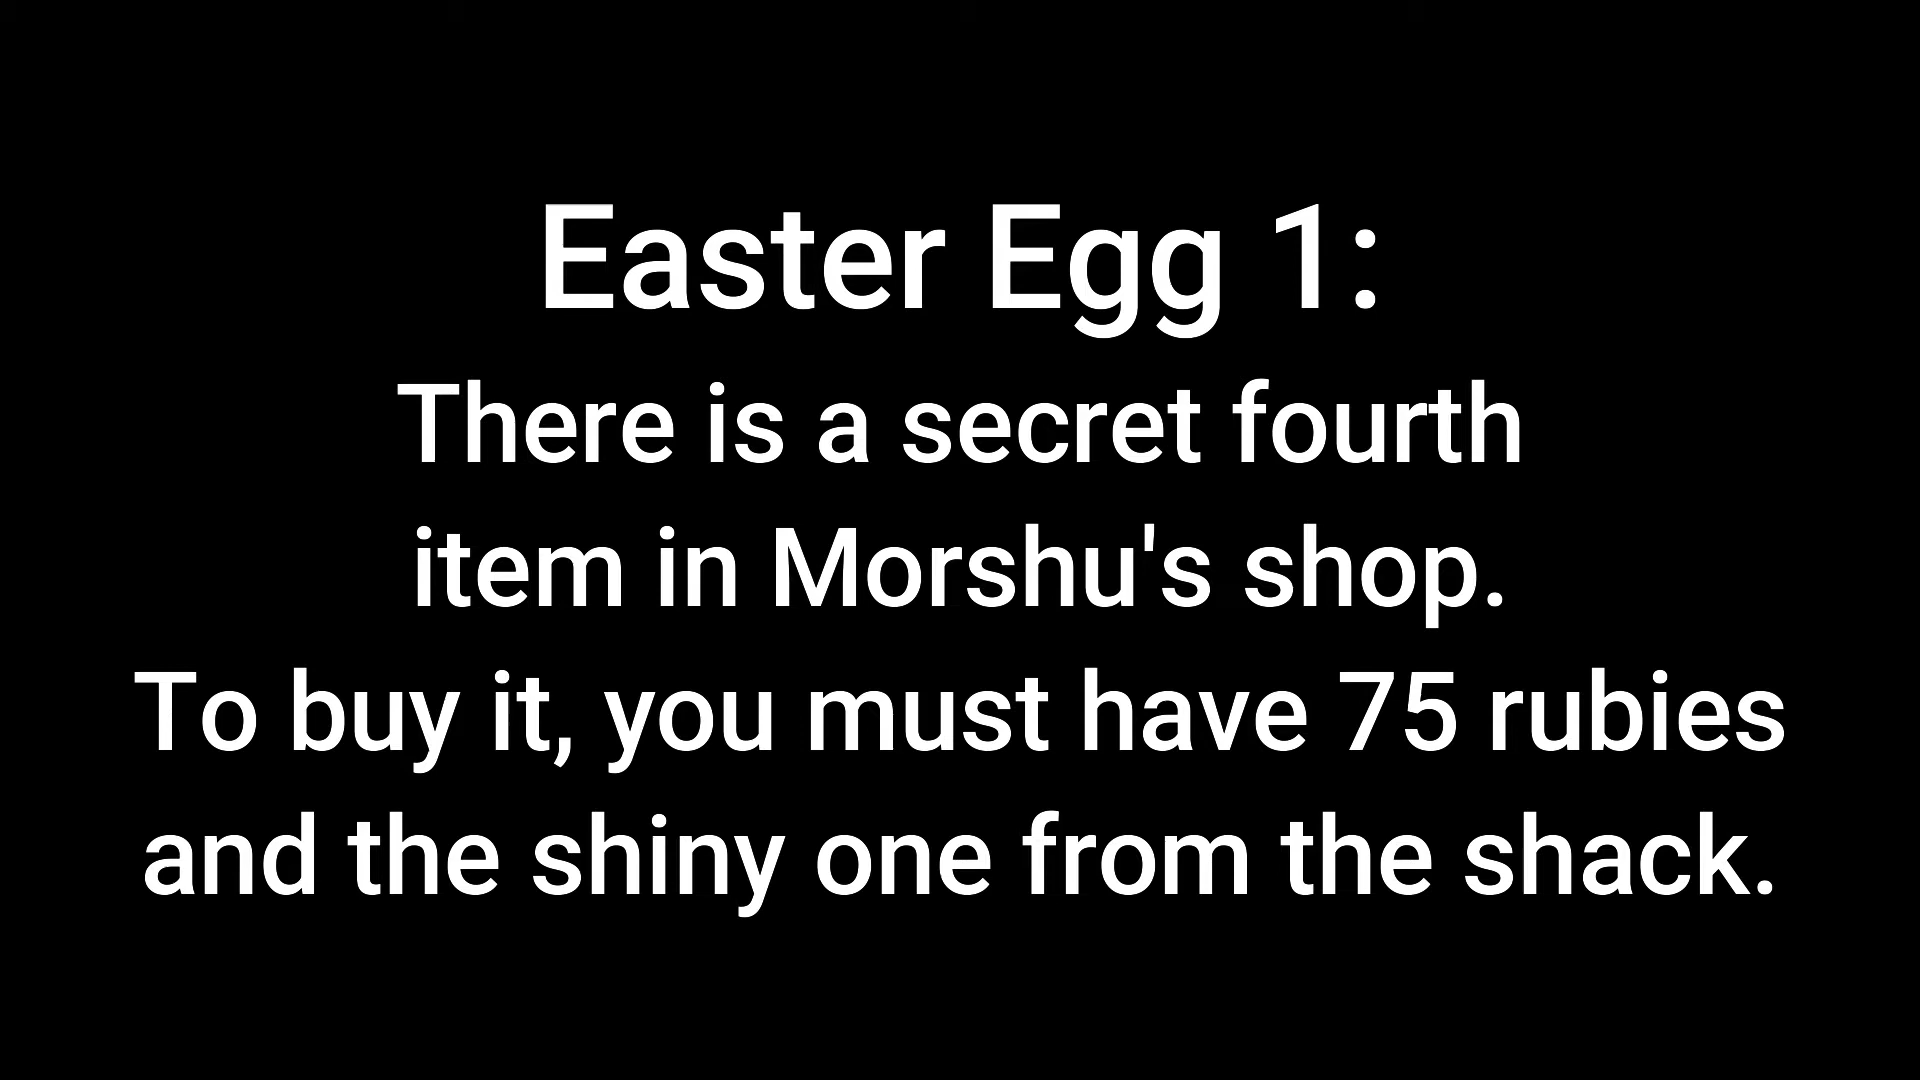 Easter Egg 1:
There is a secret fourth
item in Morshu's shop.
To buy it, you must have 75 rubies
and the shiny one from the shack.